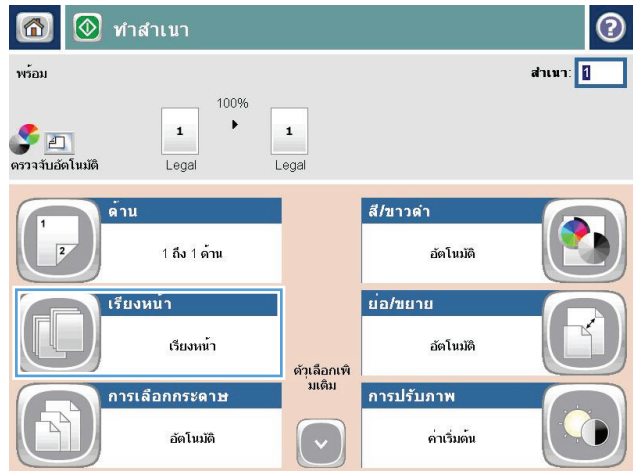 ทำสำเนา
พร้อม
สำเนา: 1
100%
1
1
ตรวจจับอัตโนมัติ
Legal
Legal
ด้าน
1
2
1 ถึง 1 ด้าน
สี/ขาวดำ
อัตโนมัติ
เรียงหน้า
เรียงหน้า
ย่อ/ขยาย
อัตโนมัติ
ตัวเลือกเพิ
่มเติม
การเลือกกระดาษ
อัตโนมัติ
การปรับภาพ
ค่าเริ่มต้น